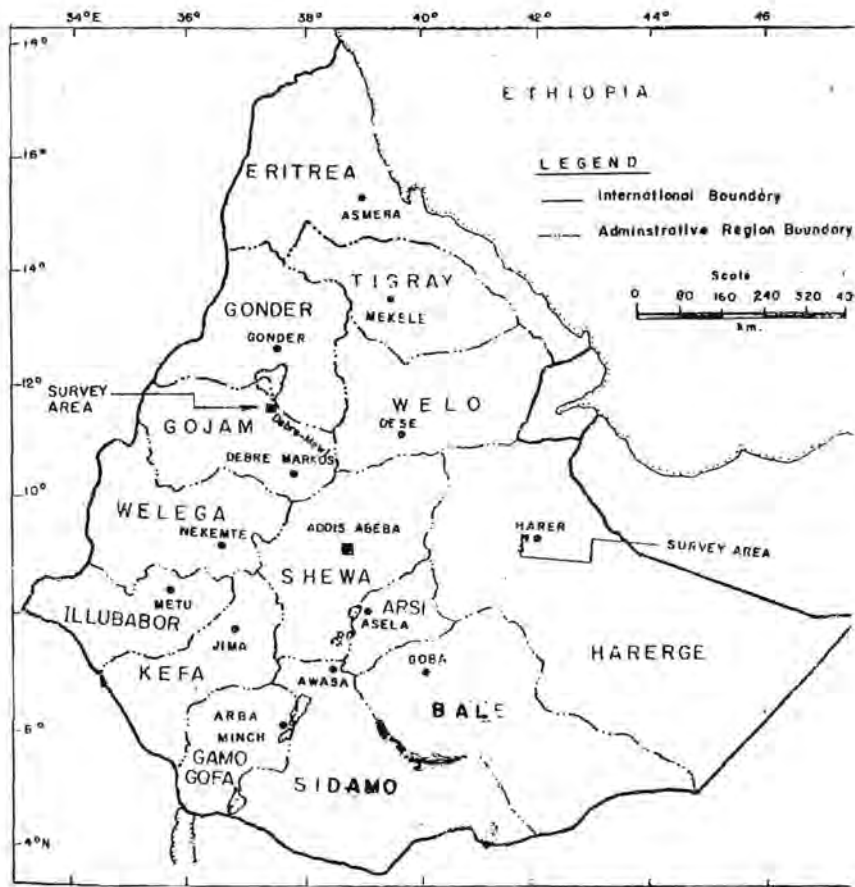 34°E 36° 38° 40° 42° 44° 46
ETHIOPIA
LEGEND
International Boundary
Adminstrative Region Boundary
Scale
0 80 160 240 320
km.
16°
14°
12°
10°
6°
4°N
ERITREA
ASMERA
TIGRAY
MEKELE
GONDER
GONDER
SURVEY
AREA
WELO
DESE
GOJAM
DEBRE MARKOS
WELEGA
NEKEMTE
ADDIS AGEBA
HARER
SURVEY AREA
SHEWA
METU
ILLUBABOR
ARSI
ASELA
JIMA
KEFA
AWASA
GOBA
HARERGE
BALE
ARBA
MINCH
GAMO
GOFA
SIDAMO